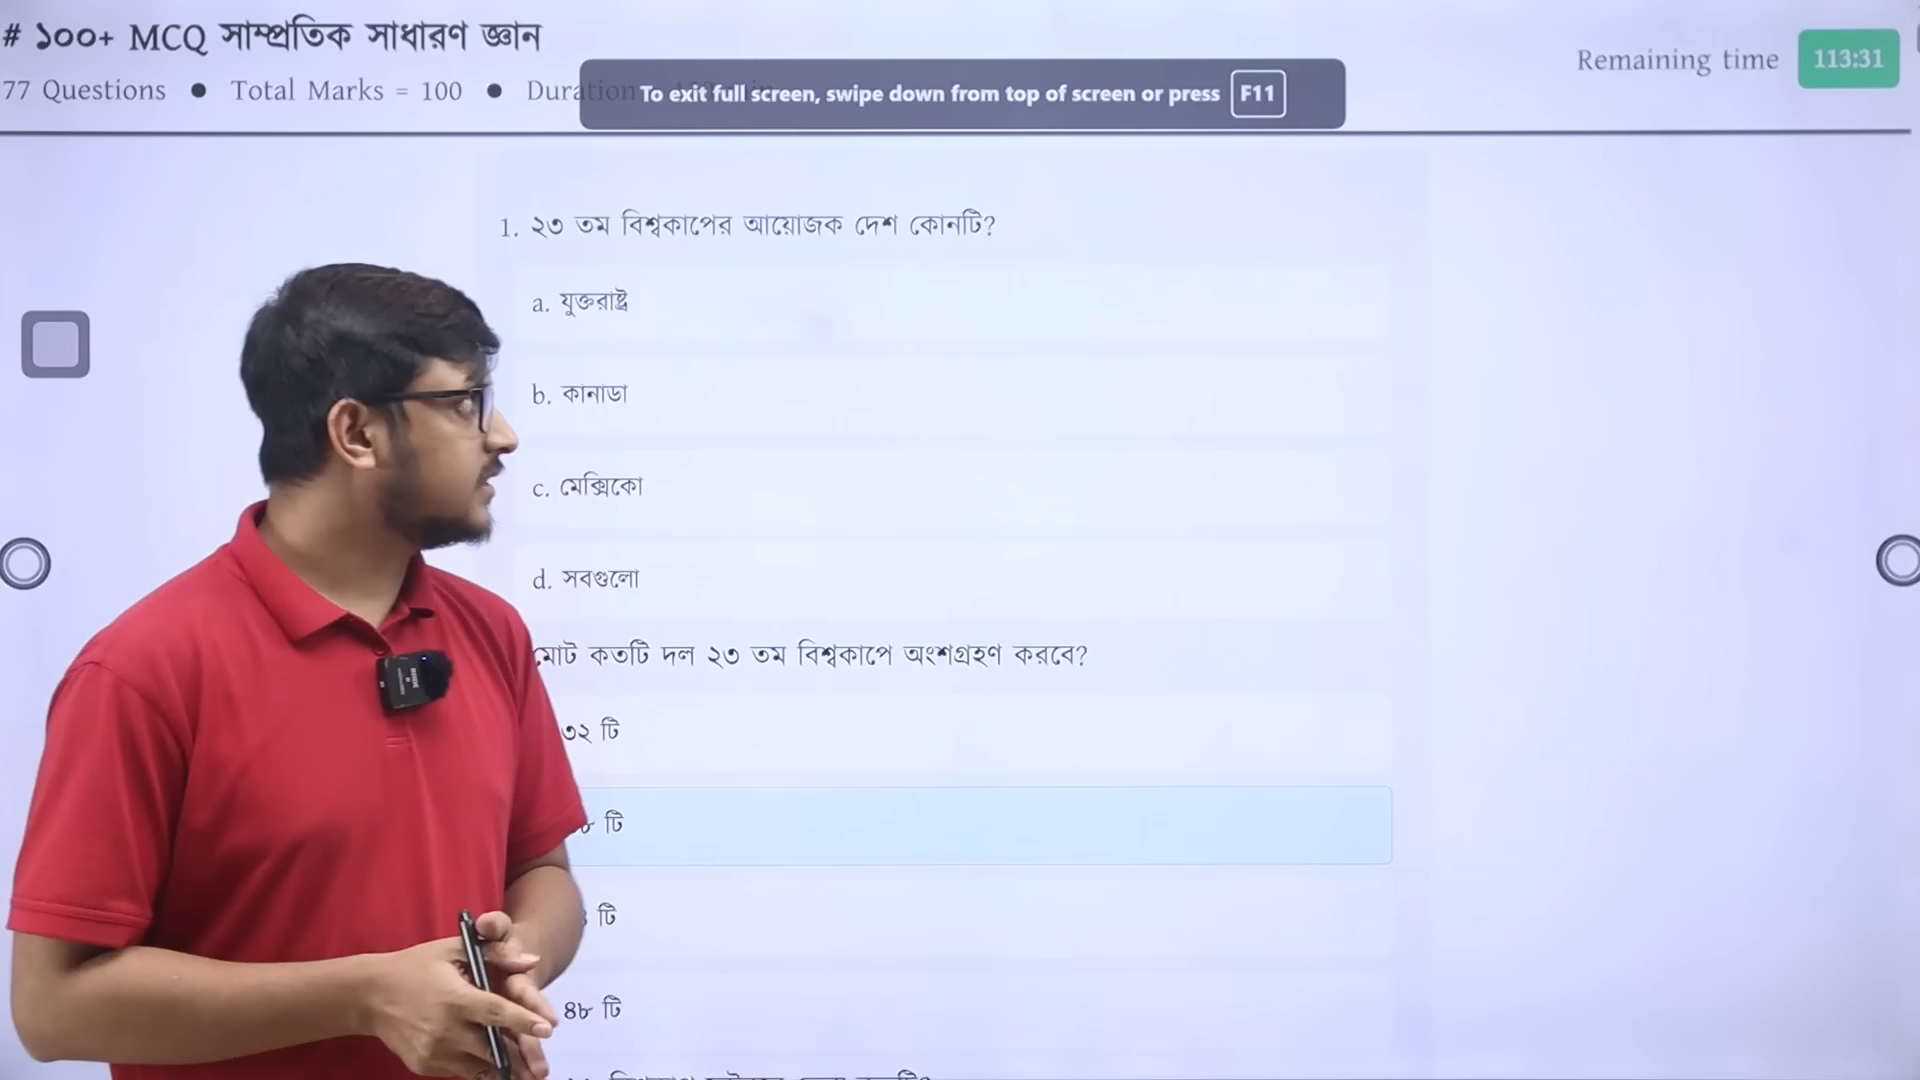 # ১০০+ MCQ সাম্প্রতিক সাধারণ জ্ঞান
77 Questions ● Total Marks = 100 ● Duration
To exit full screen, swipe down from top of screen or press F11
Remaining time 113:31
1. ২৩ তম বিশ্বকাপের আয়োজক দেশ কোনটি?
a. যুক্তরাষ্ট্র
b. কানাডা
c. মেক্সিকো
d. সবগুলো
মোট কতটি দল ২৩ তম বিশ্বকাপে অংশগ্রহণ করবে?
৩২ টি
টি
টি
৪৮ টি